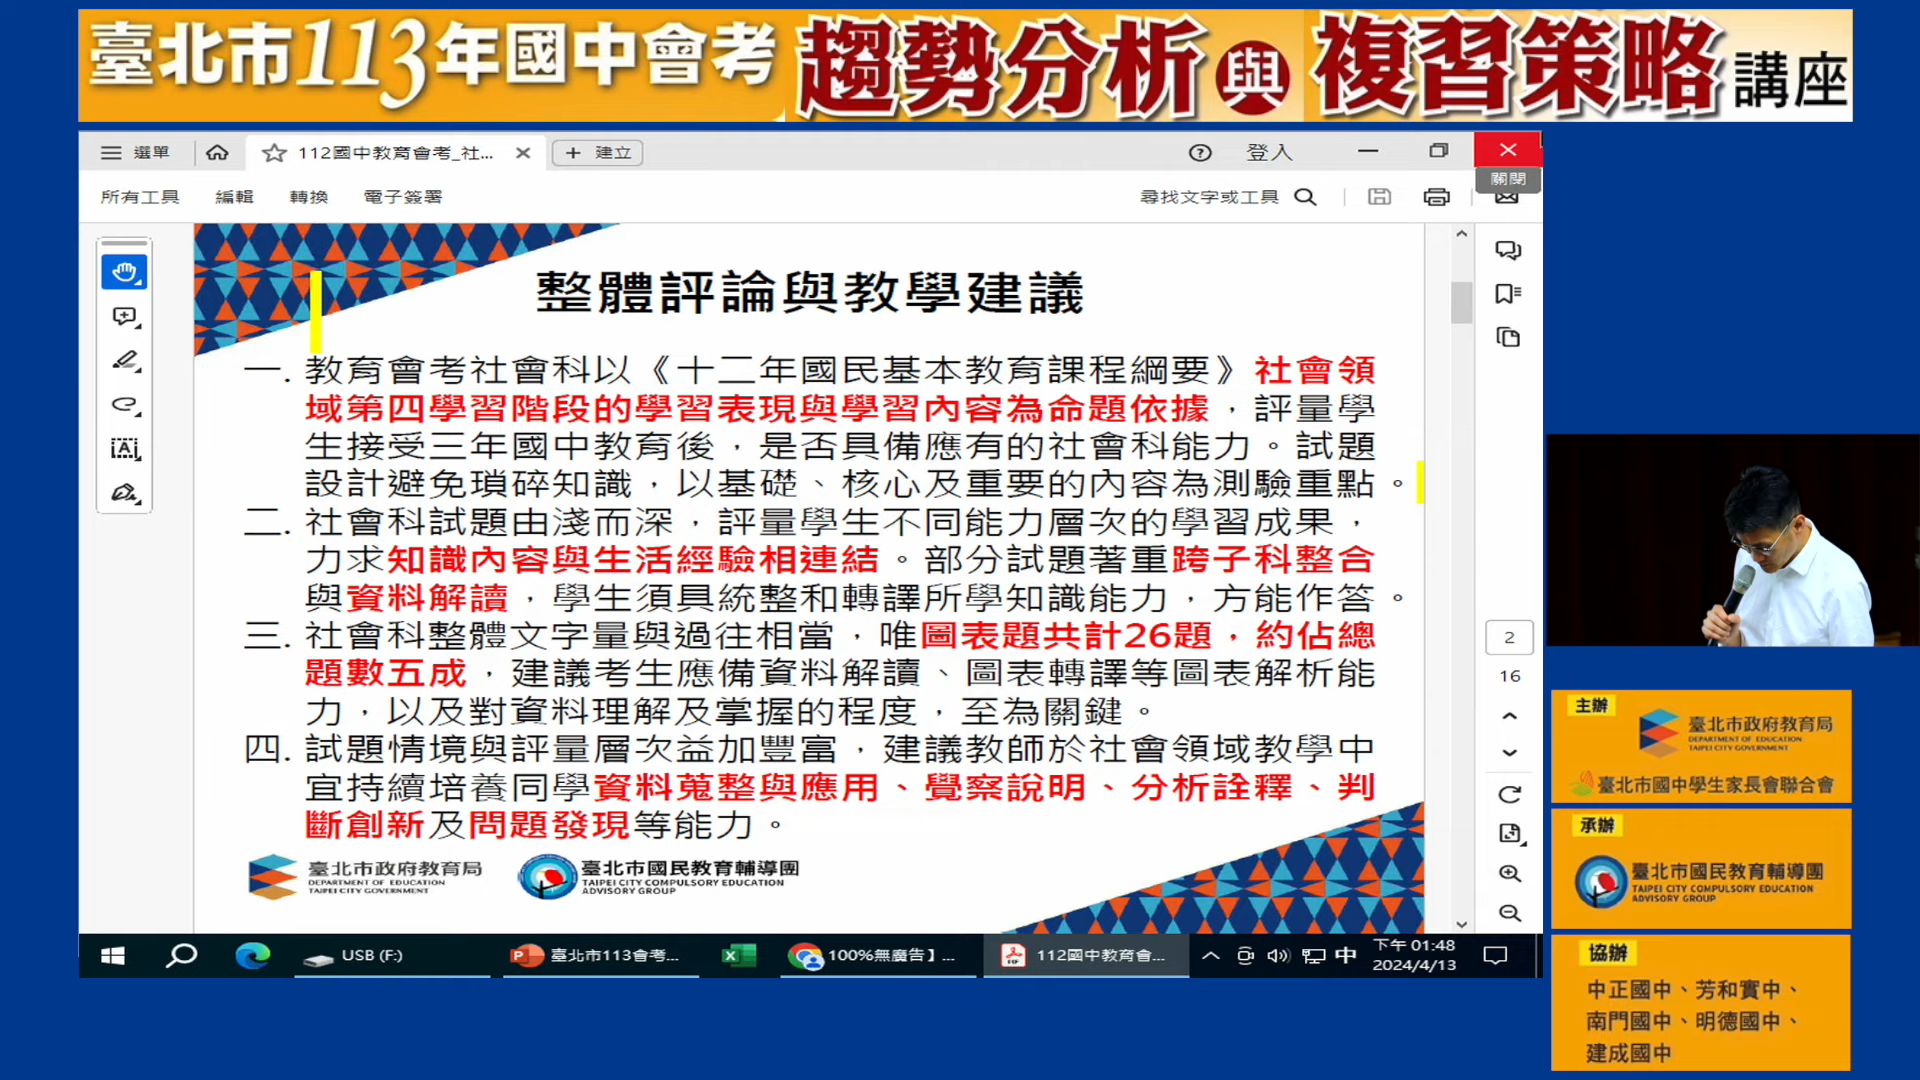 臺北市113年國中會考 趨勢分析與複習策略講座
選單
112國中教育會考_社...
建立
登入
關閉
所有工具 編輯 轉換 電子簽署
尋找文字或工具
整體評論與教學建議
一. 教育會考社會科以《十二年國民基本教育課程綱要》社會領
域第四學習階段的學習表現與學習內容為命題依據，評量學
生接受三年國中教育後，是否具備應有的社會科能力。試題
設計避免瑣碎知識，以基礎、核心及重要的內容為測驗重點。
二. 社會科試題由淺而深，評量學生不同能力層次的學習成果，
力求知識內容與生活經驗相連結。部分試題著重跨子科整合
與資料解讀，學生須具統整和轉譯所學知識能力，方能作答。
三. 社會科整體文字量與過往相當，唯圖表題共計26題，約佔總
題數五成，建議考生應備資料解讀、圖表轉譯等圖表解析能
力，以及對資料理解及掌握的程度，至為關鍵。
四. 試題情境與評量層次益加豐富，建議教師於社會領域教學中
宜持續培養同學資料蒐整與應用、覺察說明、分析詮釋、判
斷創新及問題發現等能力。
臺北市政府教育局
DEPARTMENT OF EDUCATION
TAIPEI CITY GOVERNMENT
臺北市國民教育輔導團
TAIPEI CITY COMPULSORY EDUCATION
ADVISORY GROUP
2
16
USB (F:)
臺北市113會考...
100%無廣告】...
112國中教育會...
中
下午 01:48
2024/4/13
主辦
臺北市政府教育局
DEPARTMENT OF EDUCATION
TAIPEI CITY GOVERNMENT
臺北市國中學生家長會聯合會
承辦
臺北市國民教育輔導團
TAIPEI CITY COMPULSORY EDUCATION
ADVISORY GROUP
協辦
中正國中、芳和實中、
南門國中、明德國中、
建成國中